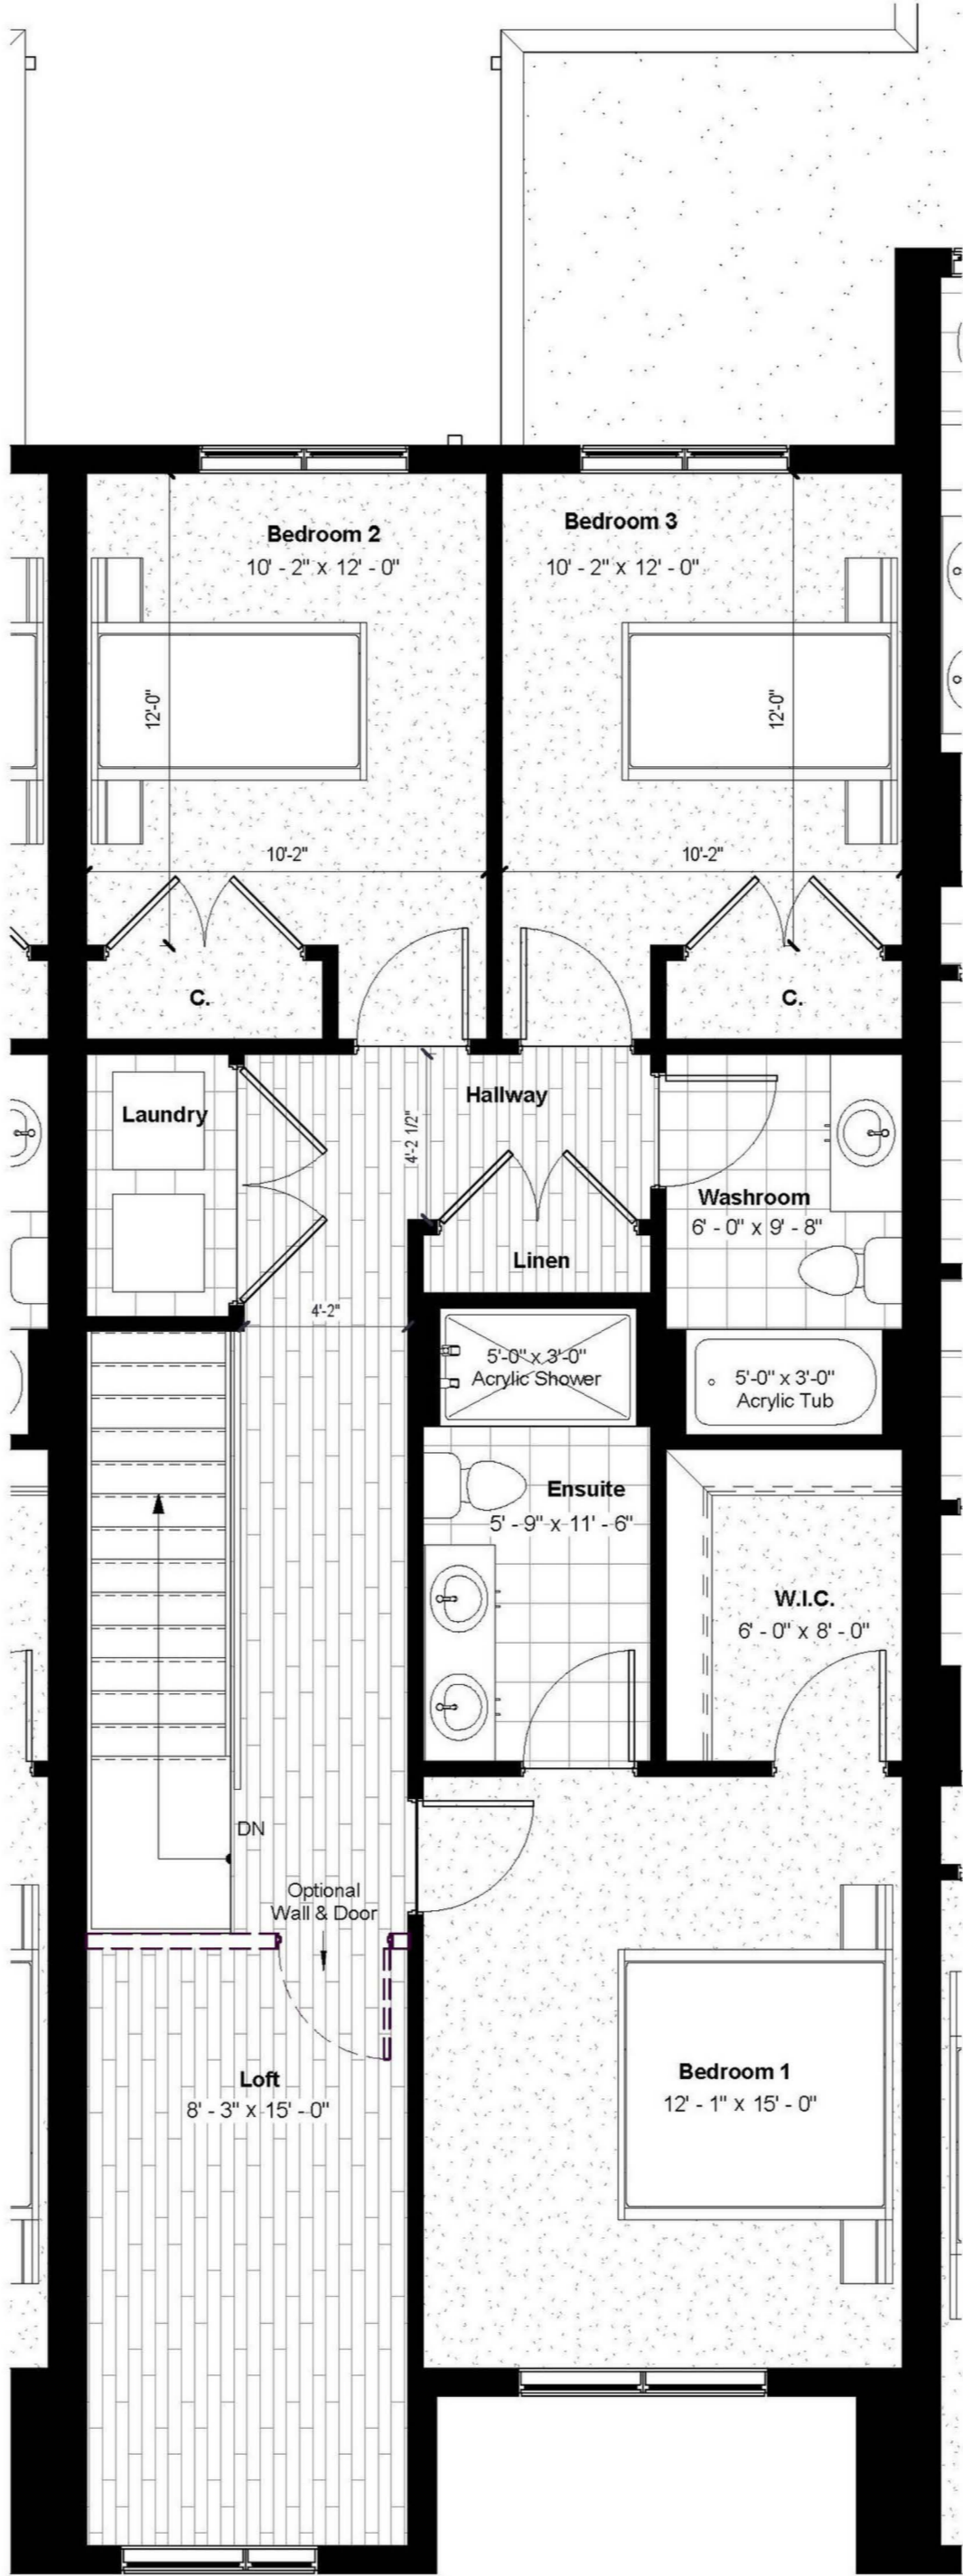 Bedroom 2
10' - 2" x 12' - 0"
Bedroom 3
10' - 2" x 12' - 0"
12'-0"
12'-0"
10'-2"
10'-2"
C.
C.
Laundry
Hallway
4'-2 1/2"
Washroom
6' - 0" x 9' - 8"
Linen
4'-2"
5'-0" x 3'-0"
Acrylic Shower
5'-0" x 3'-0"
Acrylic Tub
Ensuite
5' - 9" x 11' - 6"
W.I.C.
6' - 0" x 8' - 0"
DN
Optional
Wall & Door
Loft
8' - 3" x 15' - 0"
Bedroom 1
12' - 1" x 15' - 0"